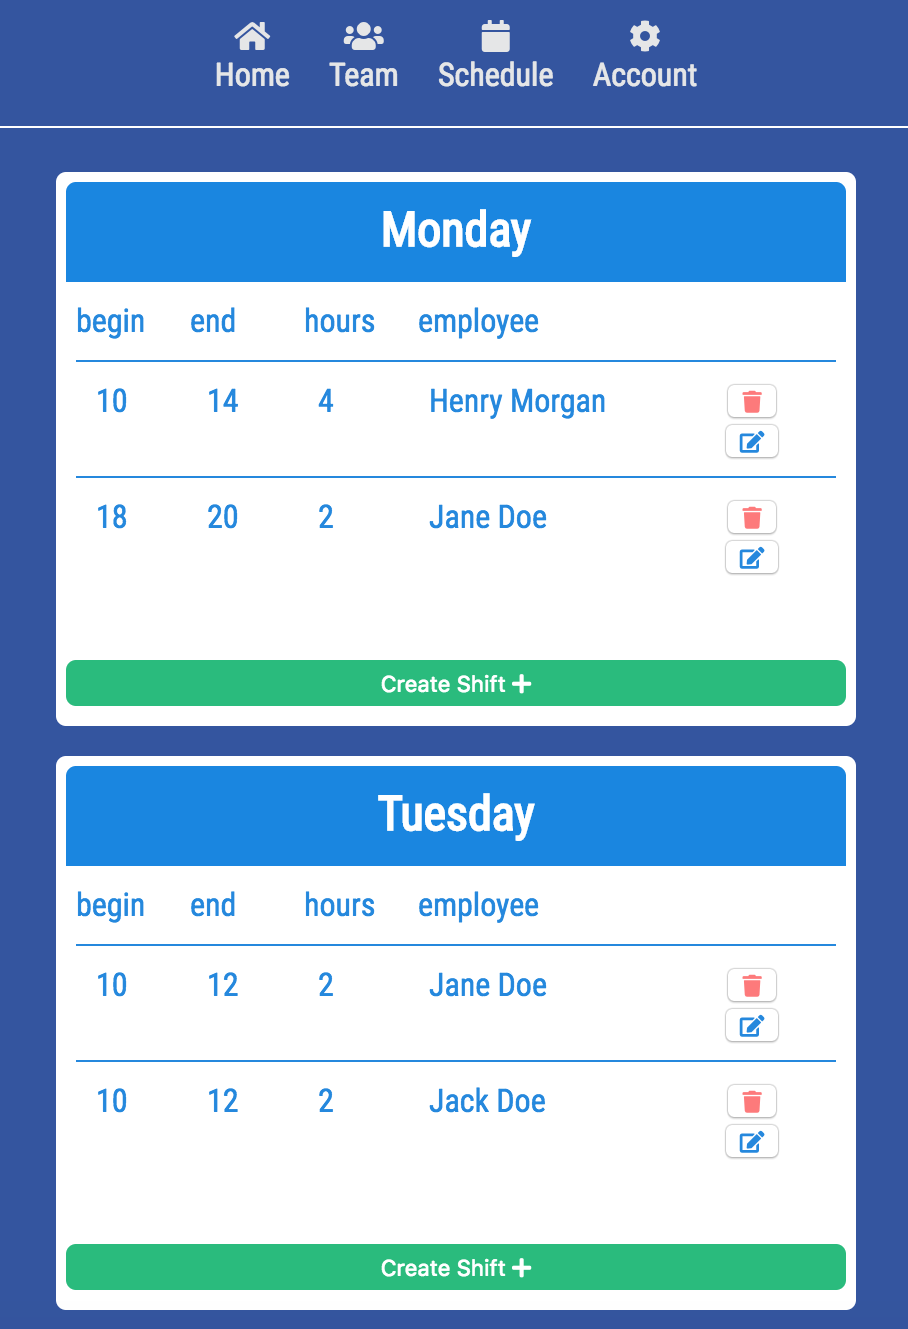 Home Team Schedule Account
Monday
begin end hours employee
10 14 4 Henry Morgan
18 20 2 Jane Doe
Create Shift
Tuesday
begin end hours employee
10 12 2 Jane Doe
10 12 2 Jack Doe
Create Shift